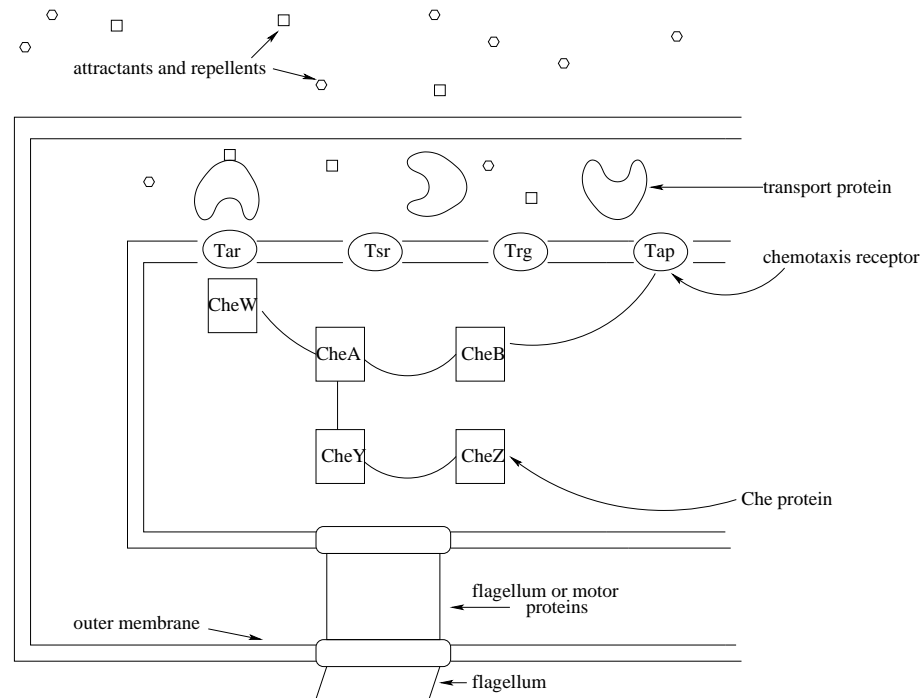 attractants and repellents
transport protein
Tar
Tsr
Trg
Tap
chemotaxis receptor
CheW
CheA
CheB
CheY
CheZ
Che protein
flagellum or motor
proteins
outer membrane
flagellum